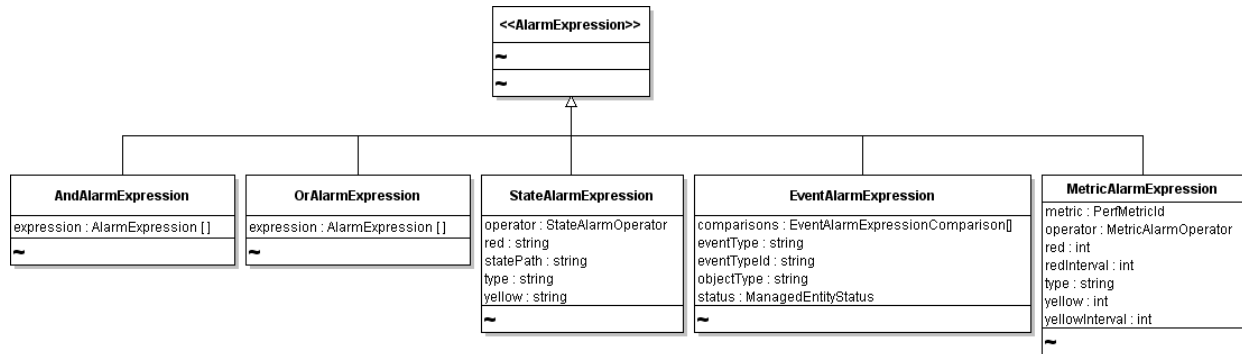 <<AlarmExpression>>
~
~
AndAlarmExpression
expression : AlarmExpression [ ]
~
OrAlarmExpression
expression : AlarmExpression [ ]
~
StateAlarmExpression
operator : StateAlarmOperator
red : string
statePath : string
type : string
yellow : string
~
EventAlarmExpression
comparisons : EventAlarmExpressionComparison[]
eventType : string
eventTypeId : string
objectType : string
status : ManagedEntityStatus
~
MetricAlarmExpression
metric : PerfMetricId
operator : MetricAlarmOperator
red : int
redInterval : int
type : string
yellow : int
yellowInterval : int
~